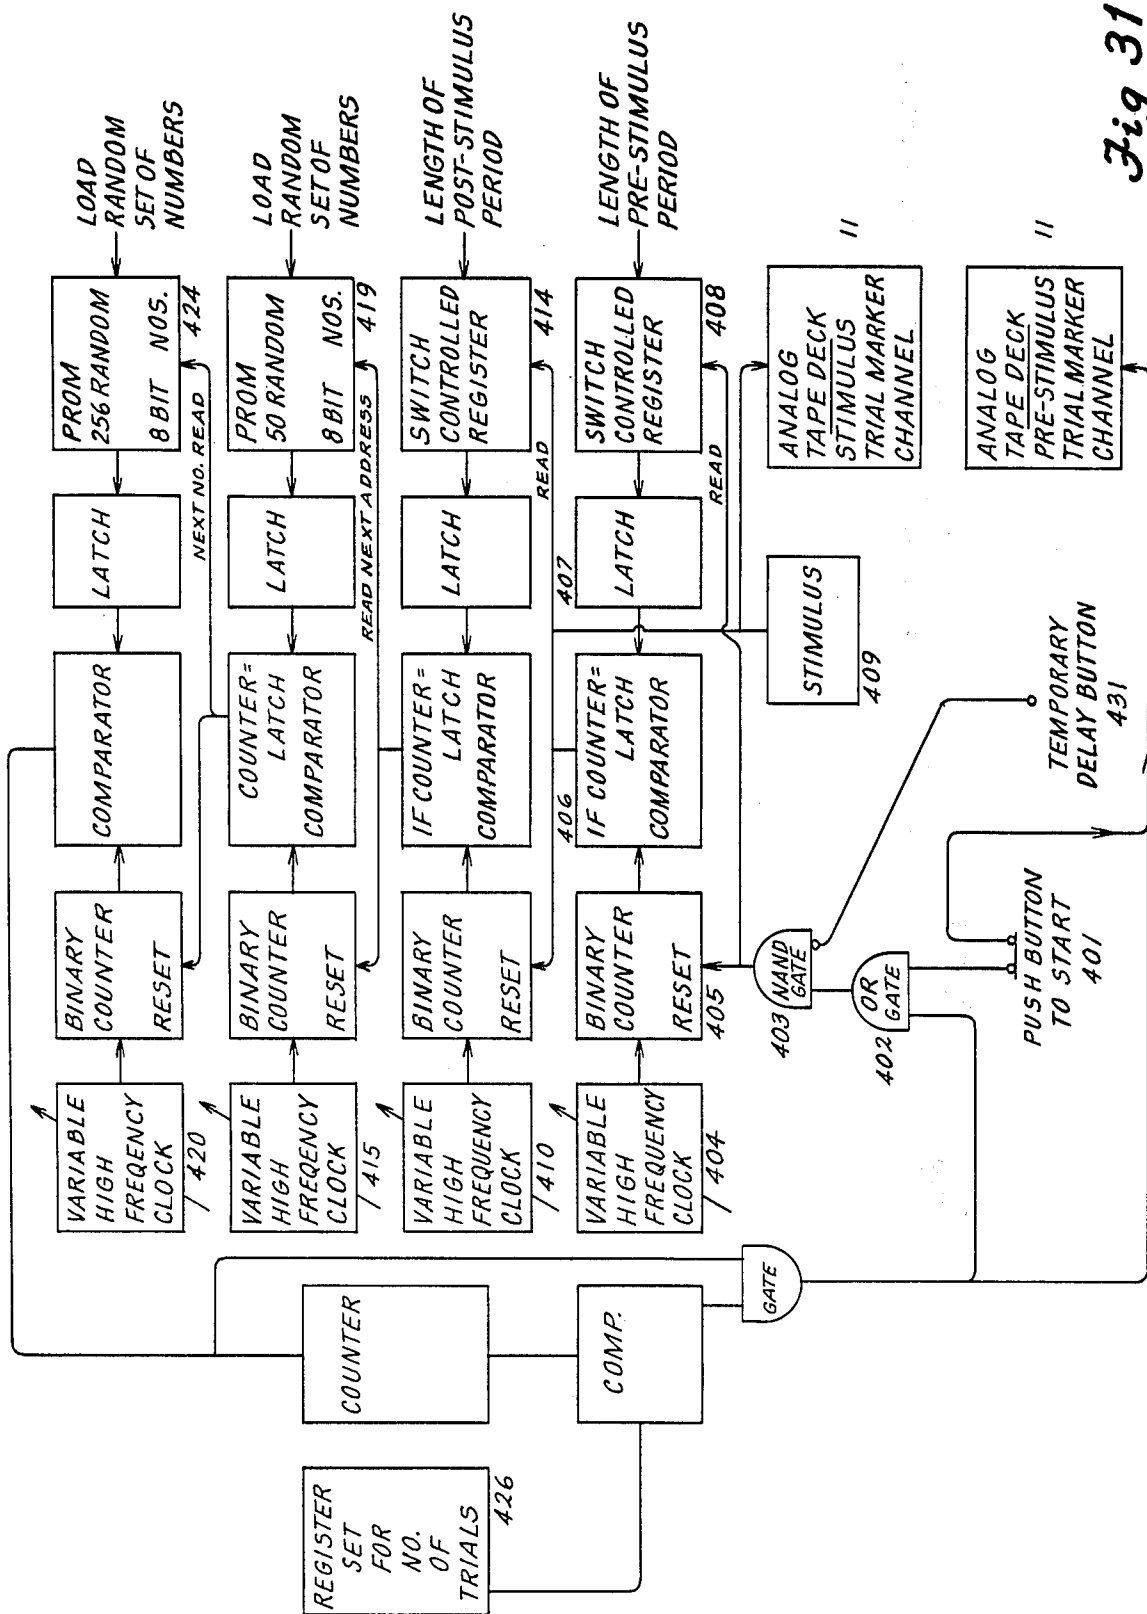 LOAD
RANDOM
SET OF
NUMBERS
LOAD
RANDOM
SET OF
NUMBERS
LENGTH OF
POST-STIMULUS
PERIOD
LENGTH OF
PRE-STIMULUS
PERIOD
PROM
256 RANDOM
8 BIT NOS.
424
PROM
50 RANDOM
8 BIT NOS.
419
SWITCH
CONTROLLED
REGISTER
414
SWITCH
CONTROLLED
REGISTER
408
ANALOG
TAPE DECK
STIMULUS
TRIAL MARKER
CHANNEL
11
ANALOG
TAPE DECK
PRE-STIMULUS
TRIAL MARKER
CHANNEL
11
NEXT NO. READ
READ NEXT ADDRESS
READ
READ
LATCH
LATCH
LATCH
407
LATCH
COMPARATOR
COUNTER=
LATCH
COMPARATOR
IF COUNTER=
LATCH
COMPARATOR
406
IF COUNTER=
LATCH
COMPARATOR
STIMULUS
409
BINARY
COUNTER
RESET
BINARY
COUNTER
RESET
BINARY
COUNTER
RESET
BINARY
COUNTER
RESET
405
NAND
GATE
403
OR
GATE
402
TEMPORARY
DELAY BUTTON
431
PUSH BUTTON
TO START
401
VARIABLE
HIGH
FREQENCY
CLOCK
420
VARIABLE
HIGH
FREQUENCY
CLOCK
415
VARIABLE
HIGH
FREQUENCY
CLOCK
410
VARIABLE
HIGH
FREQUENCY
CLOCK
404
COUNTER
COMP.
GATE
REGISTER
SET
FOR
NO.
OF
TRIALS
426
Fig 31